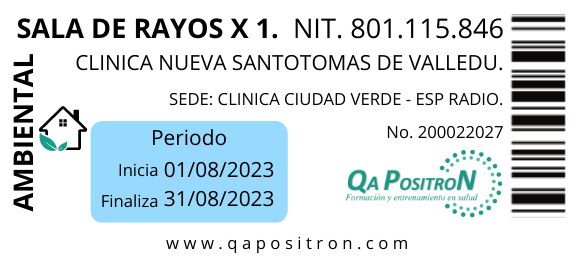 SALA DE RAYOS X 1. NIT. 801.115.846
CLINICA NUEVA SANTOTOMAS DE VALLEDU.
SEDE: CLINICA CIUDAD VERDE - ESP RADIO.
No. 200022027
AMBIENTAL
Periodo
Inicia 01/08/2023
Finaliza 31/08/2023
QA POSITRON
Formación y entrenamiento en salud
www.qapositron.com